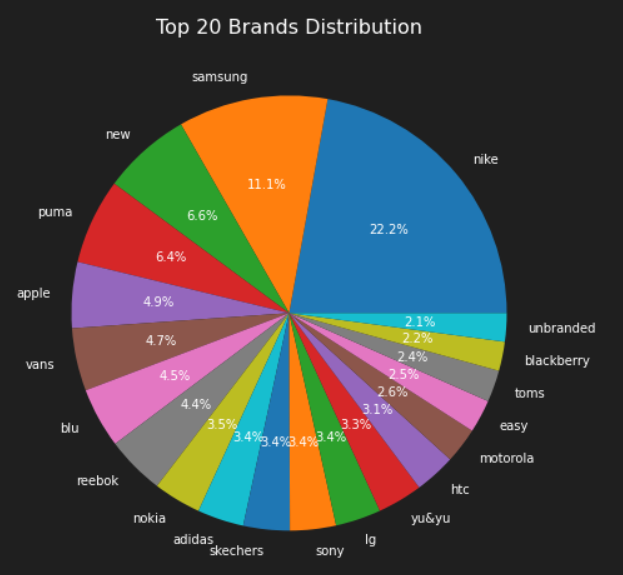 Top 20 Brands Distribution
nike
22.2%
samsung
11.1%
new
6.6%
puma
6.4%
apple
4.9%
vans
4.7%
blu
4.5%
reebok
4.4%
nokia
3.5%
adidas
3.4%
skechers
3.4%
sony
3.4%
lg
3.4%
yu&yu
3.3%
htc
3.1%
motorola
2.6%
easy
2.5%
toms
2.4%
blackberry
2.2%
unbranded
2.1%